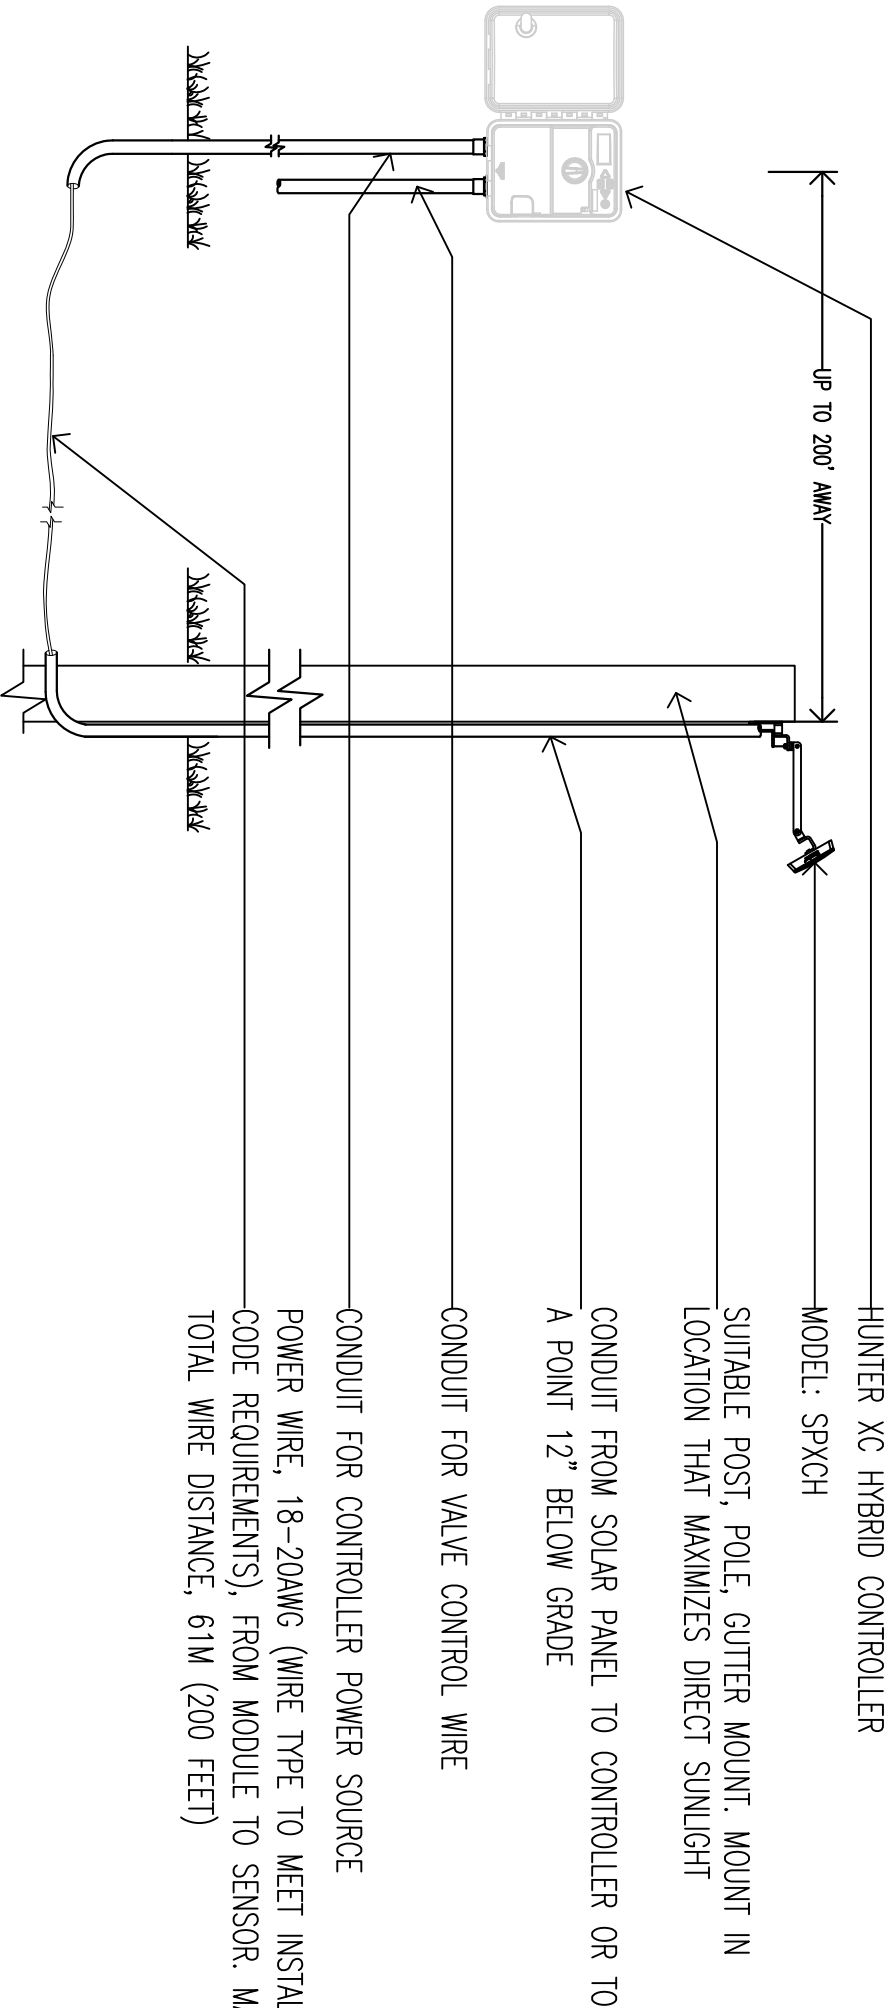 UP TO 200' AWAY
HUNTER XC HYBRID CONTROLLER
MODEL: SPXCH
SUITABLE POST, POLE, GUTTER MOUNT. MOUNT IN
LOCATION THAT MAXIMIZES DIRECT SUNLIGHT
CONDUIT FROM SOLAR PANEL TO CONTROLLER OR TO
A POINT 12" BELOW GRADE
CONDUIT FOR VALVE CONTROL WIRE
CONDUIT FOR CONTROLLER POWER SOURCE
POWER WIRE, 18-20AWG (WIRE TYPE TO MEET
CODE REQUIREMENTS), FROM MODULE TO SENSOR.
TOTAL WIRE DISTANCE, 61M (200 FEET)